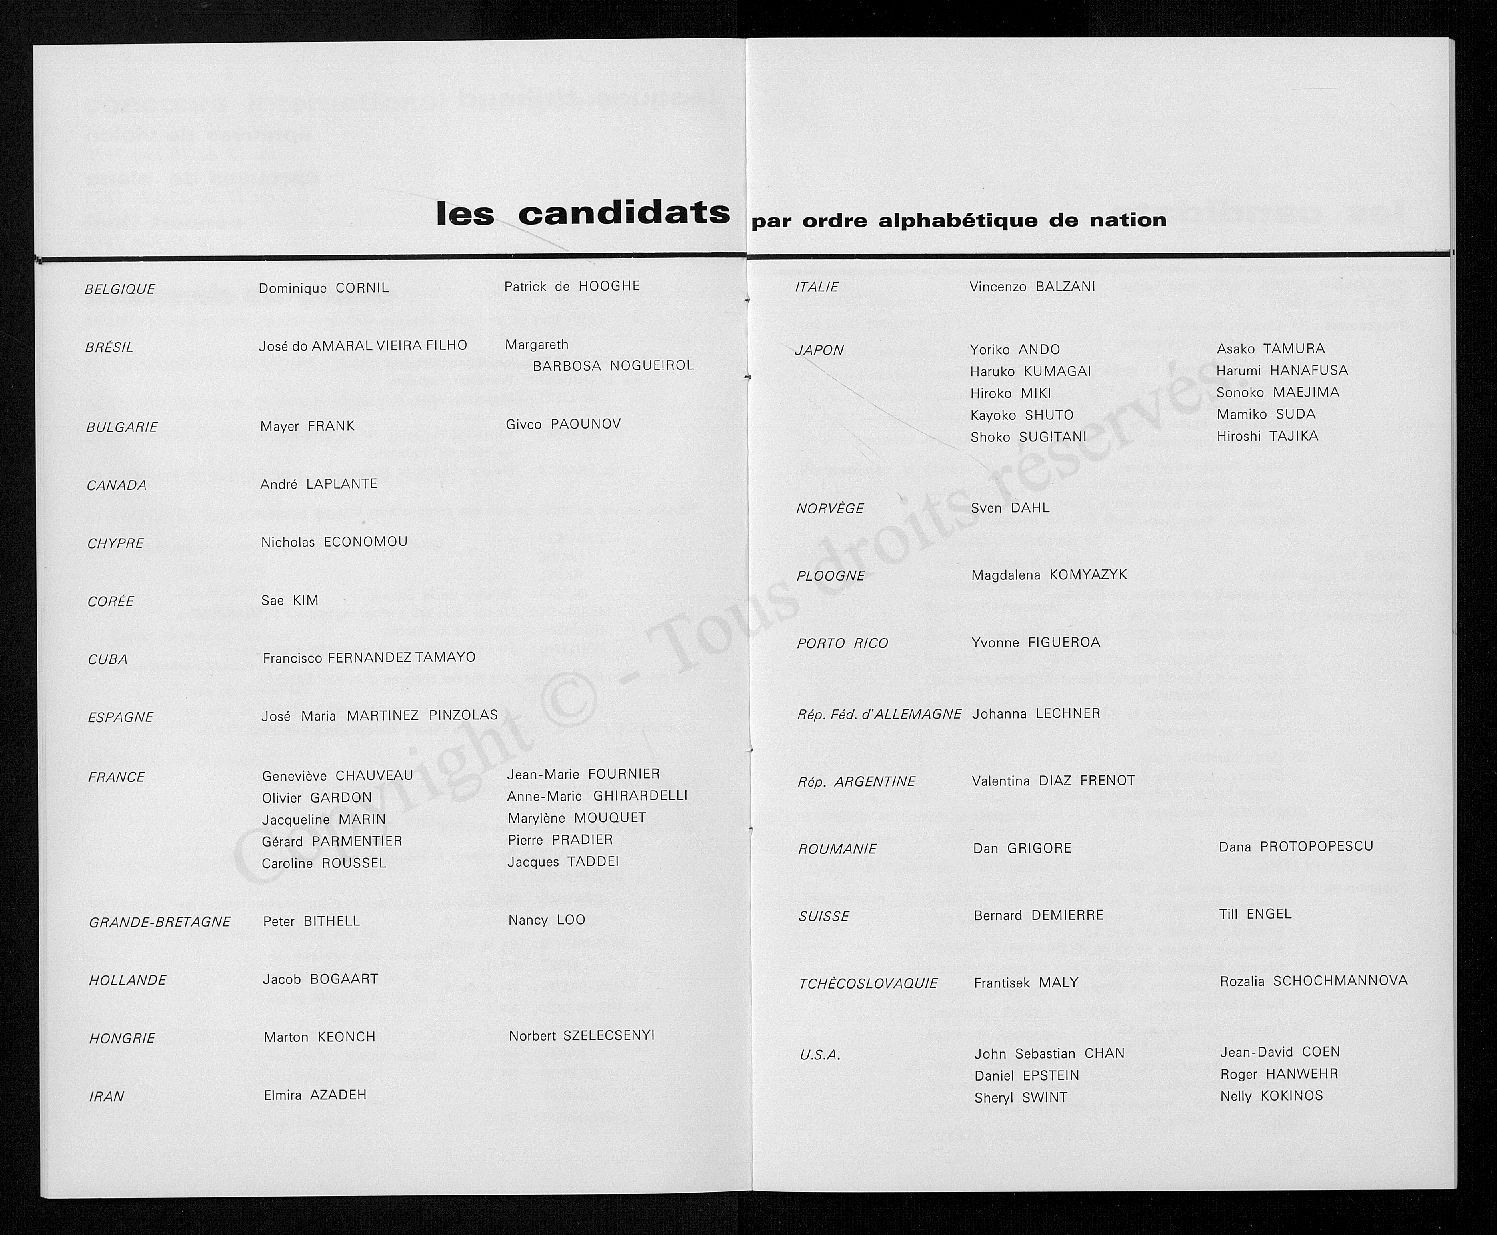 les candidats par ordre alphabétique de nation
BELGIQUE Dominique CORNIL Patrick de HOOGHE
BRÉSIL José do AMARAL VIEIRA FILHO Margareth
BARBOSA NOGUEIROL
BULGARIE Mayer FRANK Givco PAOUNOV
CANADA André LAPLANTE
CHYPRE Nicholas ECONOMOU
CORÉE Sae KIM
CUBA Francisco FERNANDEZ TAMAYO
ESPAGNE José Maria MARTINEZ PINZOLAS
FRANCE Geneviève CHAUVEAU Jean-Marie FOURNIER
Olivier GARDON Anne-Marie GHIRARDELLI
Jacqueline MARIN Marylène MOUQUET
Gérard PARMENTIER Pierre PRADIER
Caroline ROUSSEL Jacques TADDEI
GRANDE-BRETAGNE Peter BITHELL Nancy LOO
HOLLANDE Jacob BOGAART
HONGRIE Marton KEONCH Norbert SZELECSENYI
IRAN Elmira AZADEH
ITALIE Vincenzo BALZANI
JAPON Yoriko ANDO Asako TAMURA
Haruko KUMAGAI Harumi HANAFUSA
Hiroko MIKI Sonoko MAEJIMA
Kayoko SHUTO Mamiko SUDA
Shoko SUGITANI Hiroshi TAJIKA
NORVÈGE Sven DAHL
PLOOGNE Magdalena KOMYAZYK
PORTO RICO Yvonne FIGUEROA
Rép. Féd. d'ALLEMAGNE Johanna LECHNER
Rép. ARGENTINE Valentina DIAZ FRENOT
ROUMANIE Dan GRIGORE Dana PROTOPOPESCU
SUISSE Bernard DEMIERRE Till ENGEL
TCHÉCOSLOVAQUIE Frantisek MALY Rozalia SCHOCHMANNOVA
U.S.A. John Sebastian CHAN Jean-David COEN
Daniel EPSTEIN Roger HANWEHR
Sheryl SWINT Nelly KOKINOS
Copyright © - Tous droits réservés.